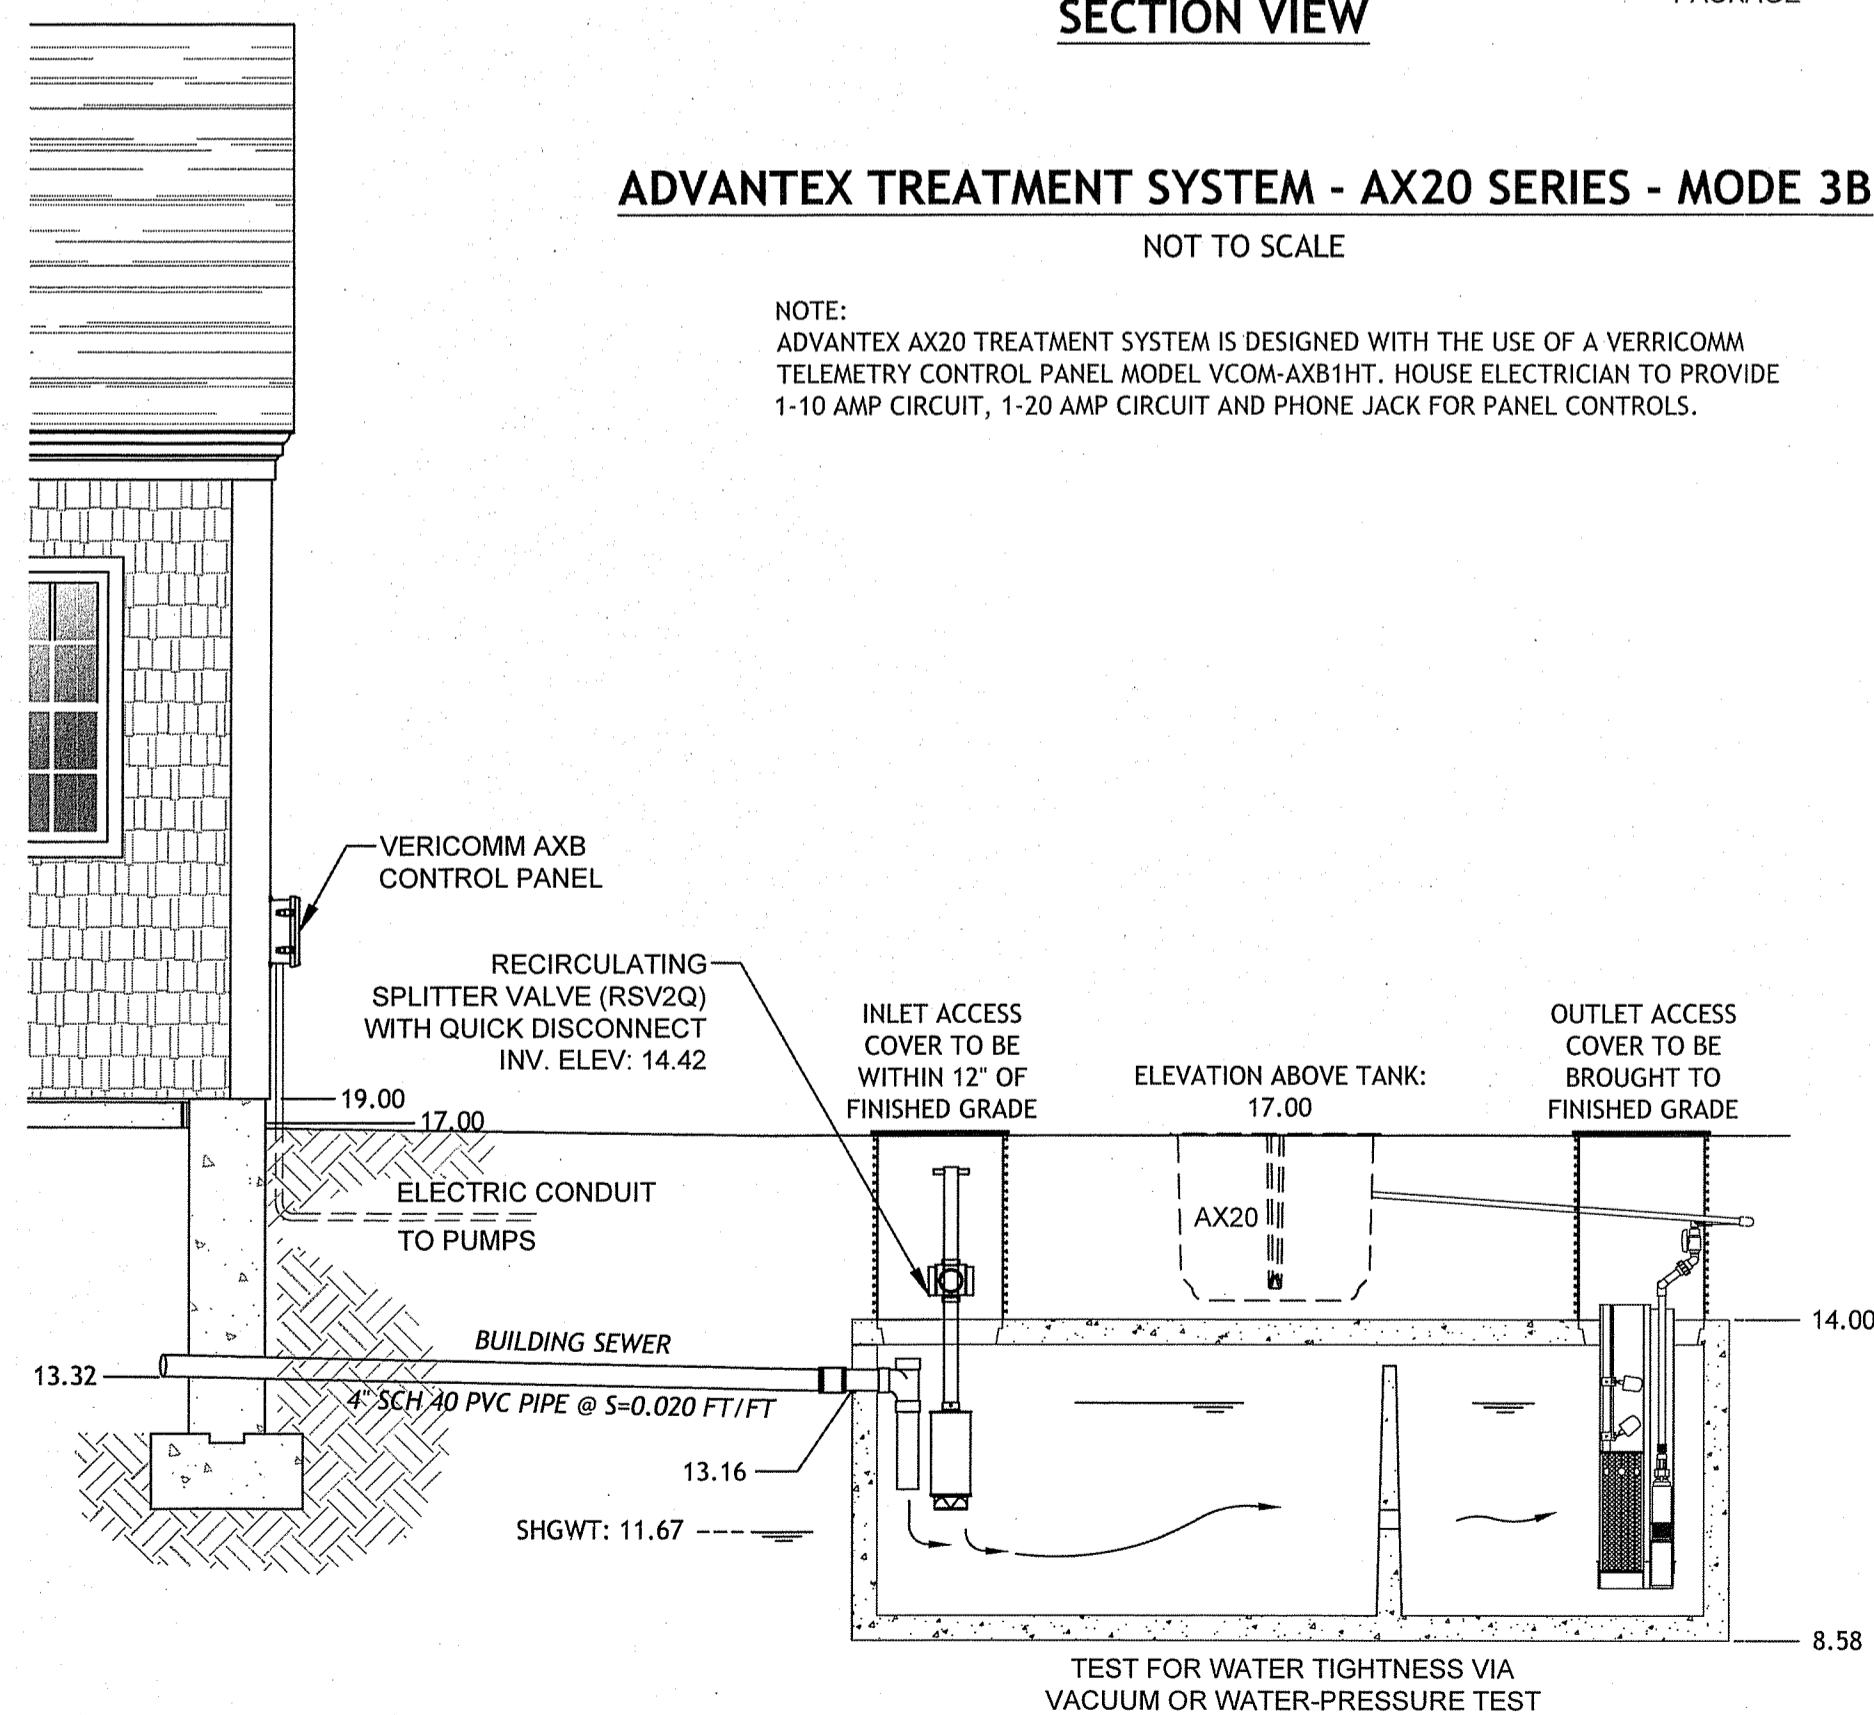 SECTION VIEW
PACKAGE
ADVANTEX TREATMENT SYSTEM - AX20 SERIES - MODE 3B
NOT TO SCALE
NOTE:
ADVANTEX AX20 TREATMENT SYSTEM IS DESIGNED WITH THE USE OF A VERRICOMM
TELEMETRY CONTROL PANEL MODEL VCOM-AXB1HT. HOUSE ELECTRICIAN TO PROVIDE
1-10 AMP CIRCUIT, 1-20 AMP CIRCUIT AND PHONE JACK FOR PANEL CONTROLS.
VERICOMM AXB
CONTROL PANEL
RECIRCULATING
SPLITTER VALVE (RSV2Q)
WITH QUICK DISCONNECT
INV. ELEV: 14.42
INLET ACCESS
COVER TO BE
WITHIN 12" OF
FINISHED GRADE
ELEVATION ABOVE TANK:
17.00
OUTLET ACCESS
COVER TO BE
BROUGHT TO
FINISHED GRADE
19.00
17.00
ELECTRIC CONDUIT
TO PUMPS
AX20
14.00
BUILDING SEWER
13.32
4" SCH 40 PVC PIPE @ S=0.020 FT/FT
13.16
SHGWT: 11.67
8.58
TEST FOR WATER TIGHTNESS VIA
VACUUM OR WATER-PRESSURE TEST